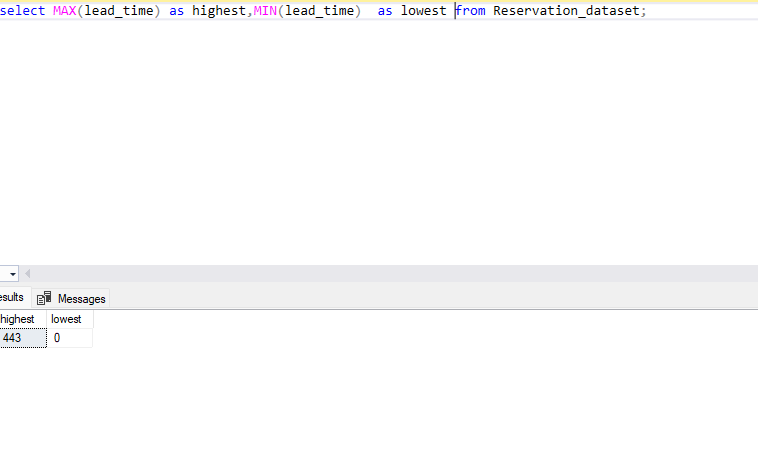 select MAX(lead_time) as highest,MIN(lead_time)  as lowest from Reservation_dataset;
esults Messages
highest lowest
443 0